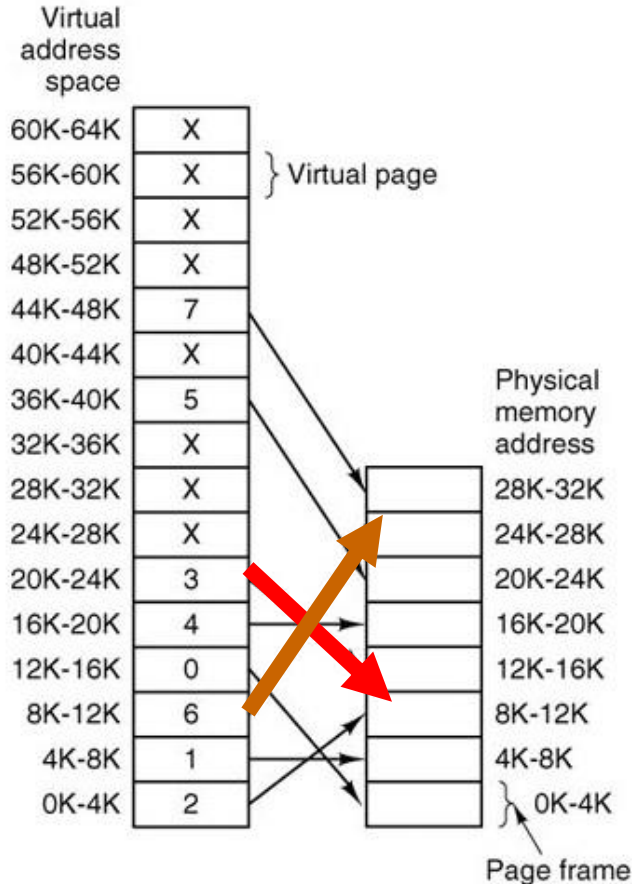 Virtual
address
space
60K-64K X
56K-60K X Virtual page
52K-56K X
48K-52K X
44K-48K 7
40K-44K X
36K-40K 5
Physical
memory
address
32K-36K X
28K-32K X 28K-32K
24K-28K X 24K-28K
20K-24K 3 20K-24K
16K-20K 4 16K-20K
12K-16K 0 12K-16K
8K-12K 6 8K-12K
4K-8K 1 4K-8K
0K-4K 2 0K-4K
Page frame